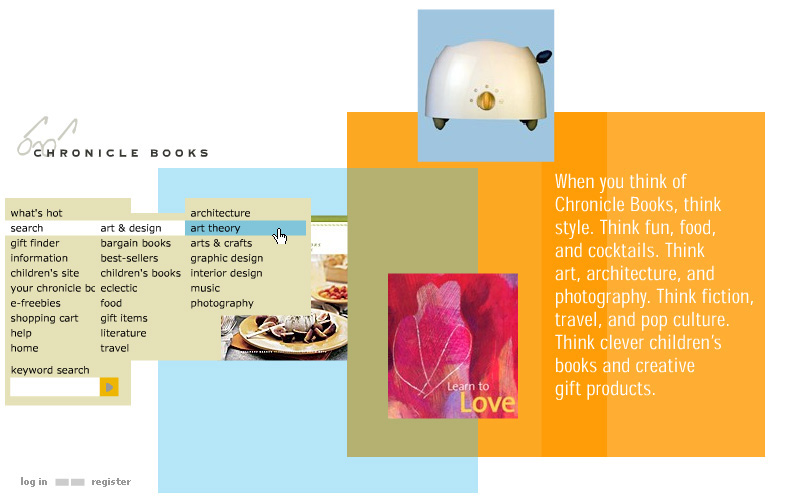 CHRONICLE BOOKS
what's hot
search
gift finder
information
children's site
your chronicle bo
e-freebies
shopping cart
help
home
keyword search
art & design
bargain books
best-sellers
children's books
eclectic
food
gift items
literature
travel
architecture
art theory
arts & crafts
graphic design
interior design
music
photography
Learn to
Love
When you think of
Chronicle Books, think
style. Think fun, food,
and cocktails. Think
art, architecture, and
photography. Think fiction,
travel, and pop culture.
Think clever children's
books and creative
gift products.
log in register